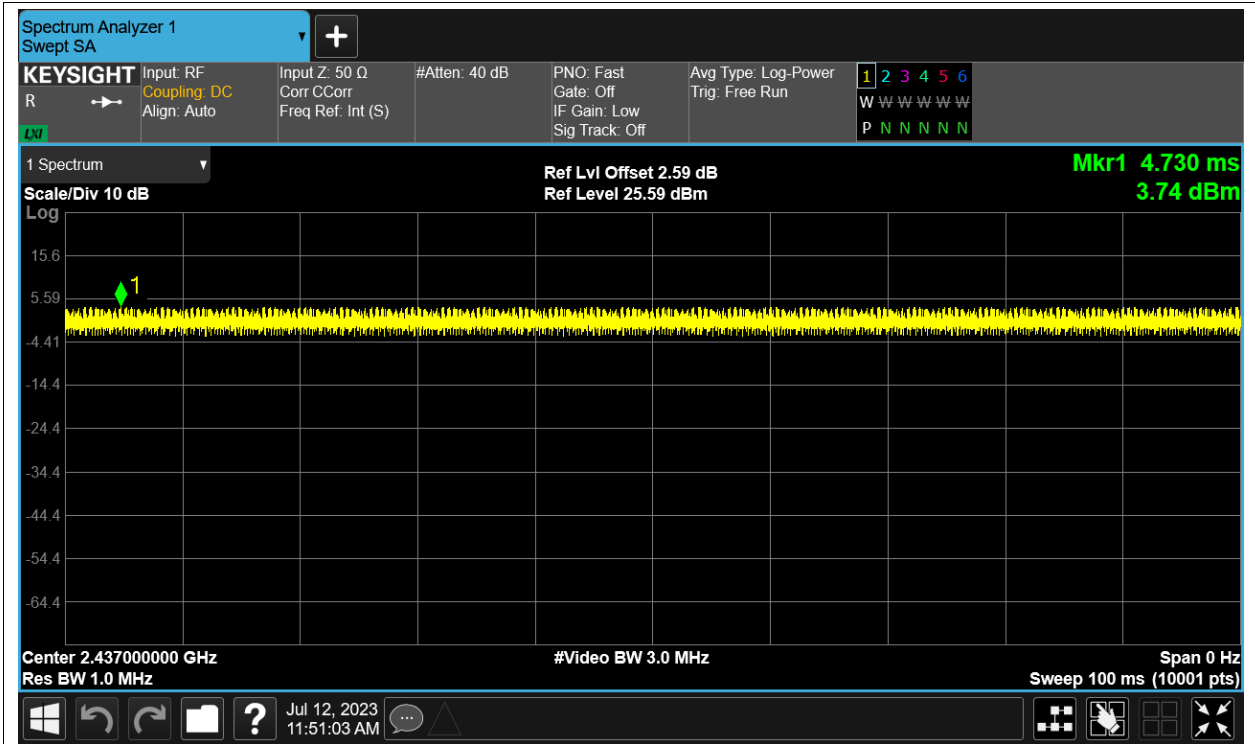 Spectrum Analyzer 1
Swept SA
KEYSIGHT
R
LXI
Input: RF
Coupling: DC
Align: Auto
Input Z: 50 Ω
Corr CCorr
Freq Ref: Int (S)
#Atten: 40 dB
PNO: Fast
Gate: Off
IF Gain: Low
Sig Track: Off
Avg Type: Log-Power
Trig: Free Run
1 2 3 4 5 6
W W W W W W
P N N N N N
1 Spectrum
Scale/Div 10 dB
Ref Lvl Offset 2.59 dB
Ref Level 25.59 dBm
Mkr1 4.730 ms
3.74 dBm
Log
15.6
1
5.59
-4.41
-14.4
-24.4
-34.4
-44.4
-54.4
-64.4
Center 2.437000000 GHz
#Video BW 3.0 MHz
Span 0 Hz
Res BW 1.0 MHz
Sweep 100 ms (10001 pts)
?
Jul 12, 2023
11:51:03 AM